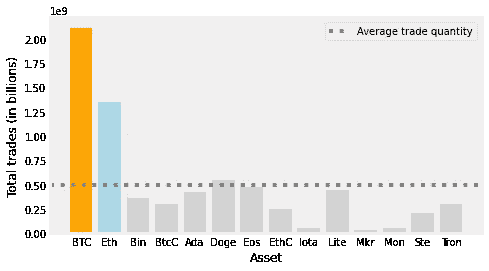 1e9
Average trade quantity
2.00
1.75
1.50
1.25
1.00
0.75
0.50
0.25
0.00
Total trades (in billions)
BTC Eth Bin BtcC Ada Doge Eos EthC Iota Lite Mkr Mon Ste Tron
Asset